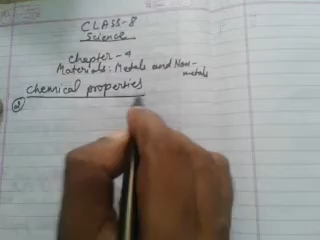 CLASS-8
Science
Chapter-4
Materials: Metals and Non-
metals
Chemical properties